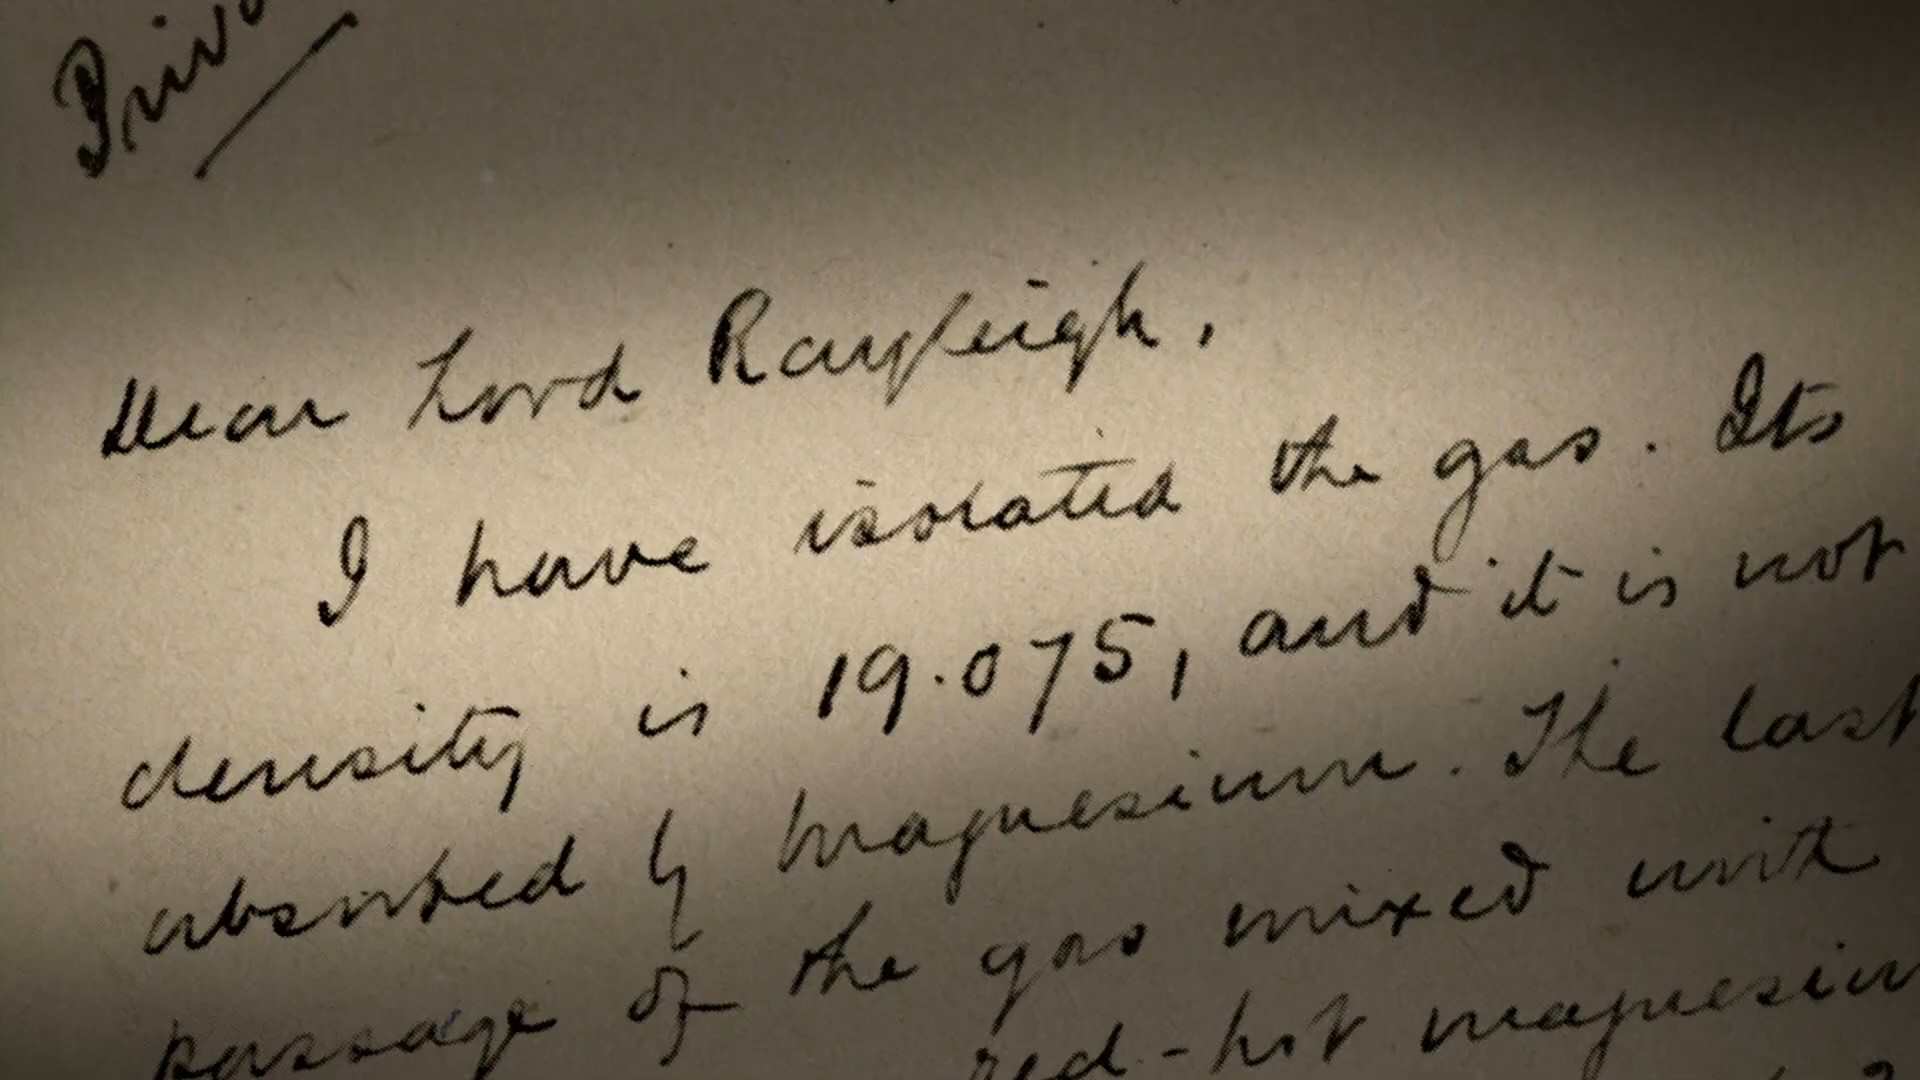 Priva
Dear Lord Rayleigh,
I have isolated the gas. Its
density is 19.075, and it is not
absorbed by magnesium. The last
passage of the gas mixed with
red-hot magnesium